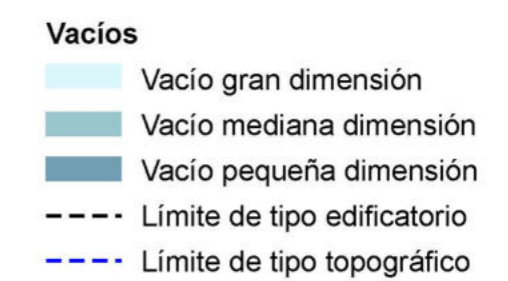 Vacíos
Vacío gran dimensión
Vacío mediana dimensión
Vacío pequeña dimensión
Límite de tipo edificatorio
Límite de tipo topográfico